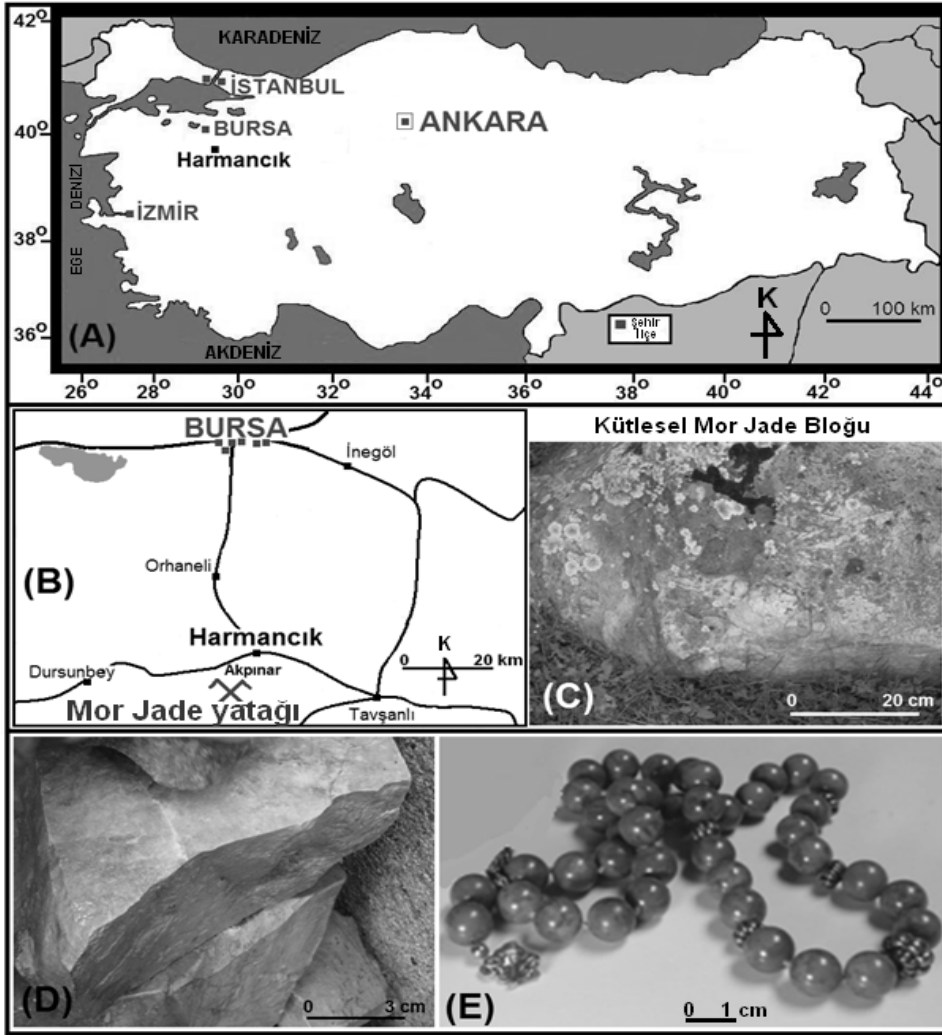 42°
40°
38°
36°
KARADENİZ
İSTANBUL
BURSA
Harmancık
ANKARA
İZMİR
EGE DENİZİ
AKDENİZ
(A)
Şehir
İlçe
K
0 100 km
26° 28° 30° 32° 34° 36° 38° 40° 42° 44°
BURSA
İnegöl
Orhaneli
(B)
Harmancık
Dursunbey
Akpınar
Mor Jade yatağı
Tavşanlı
K
0 20 km
Kütlesel Mor Jade Bloğu
(C)
0 20 cm
(D)
0 3 cm
(E)
0 1 cm